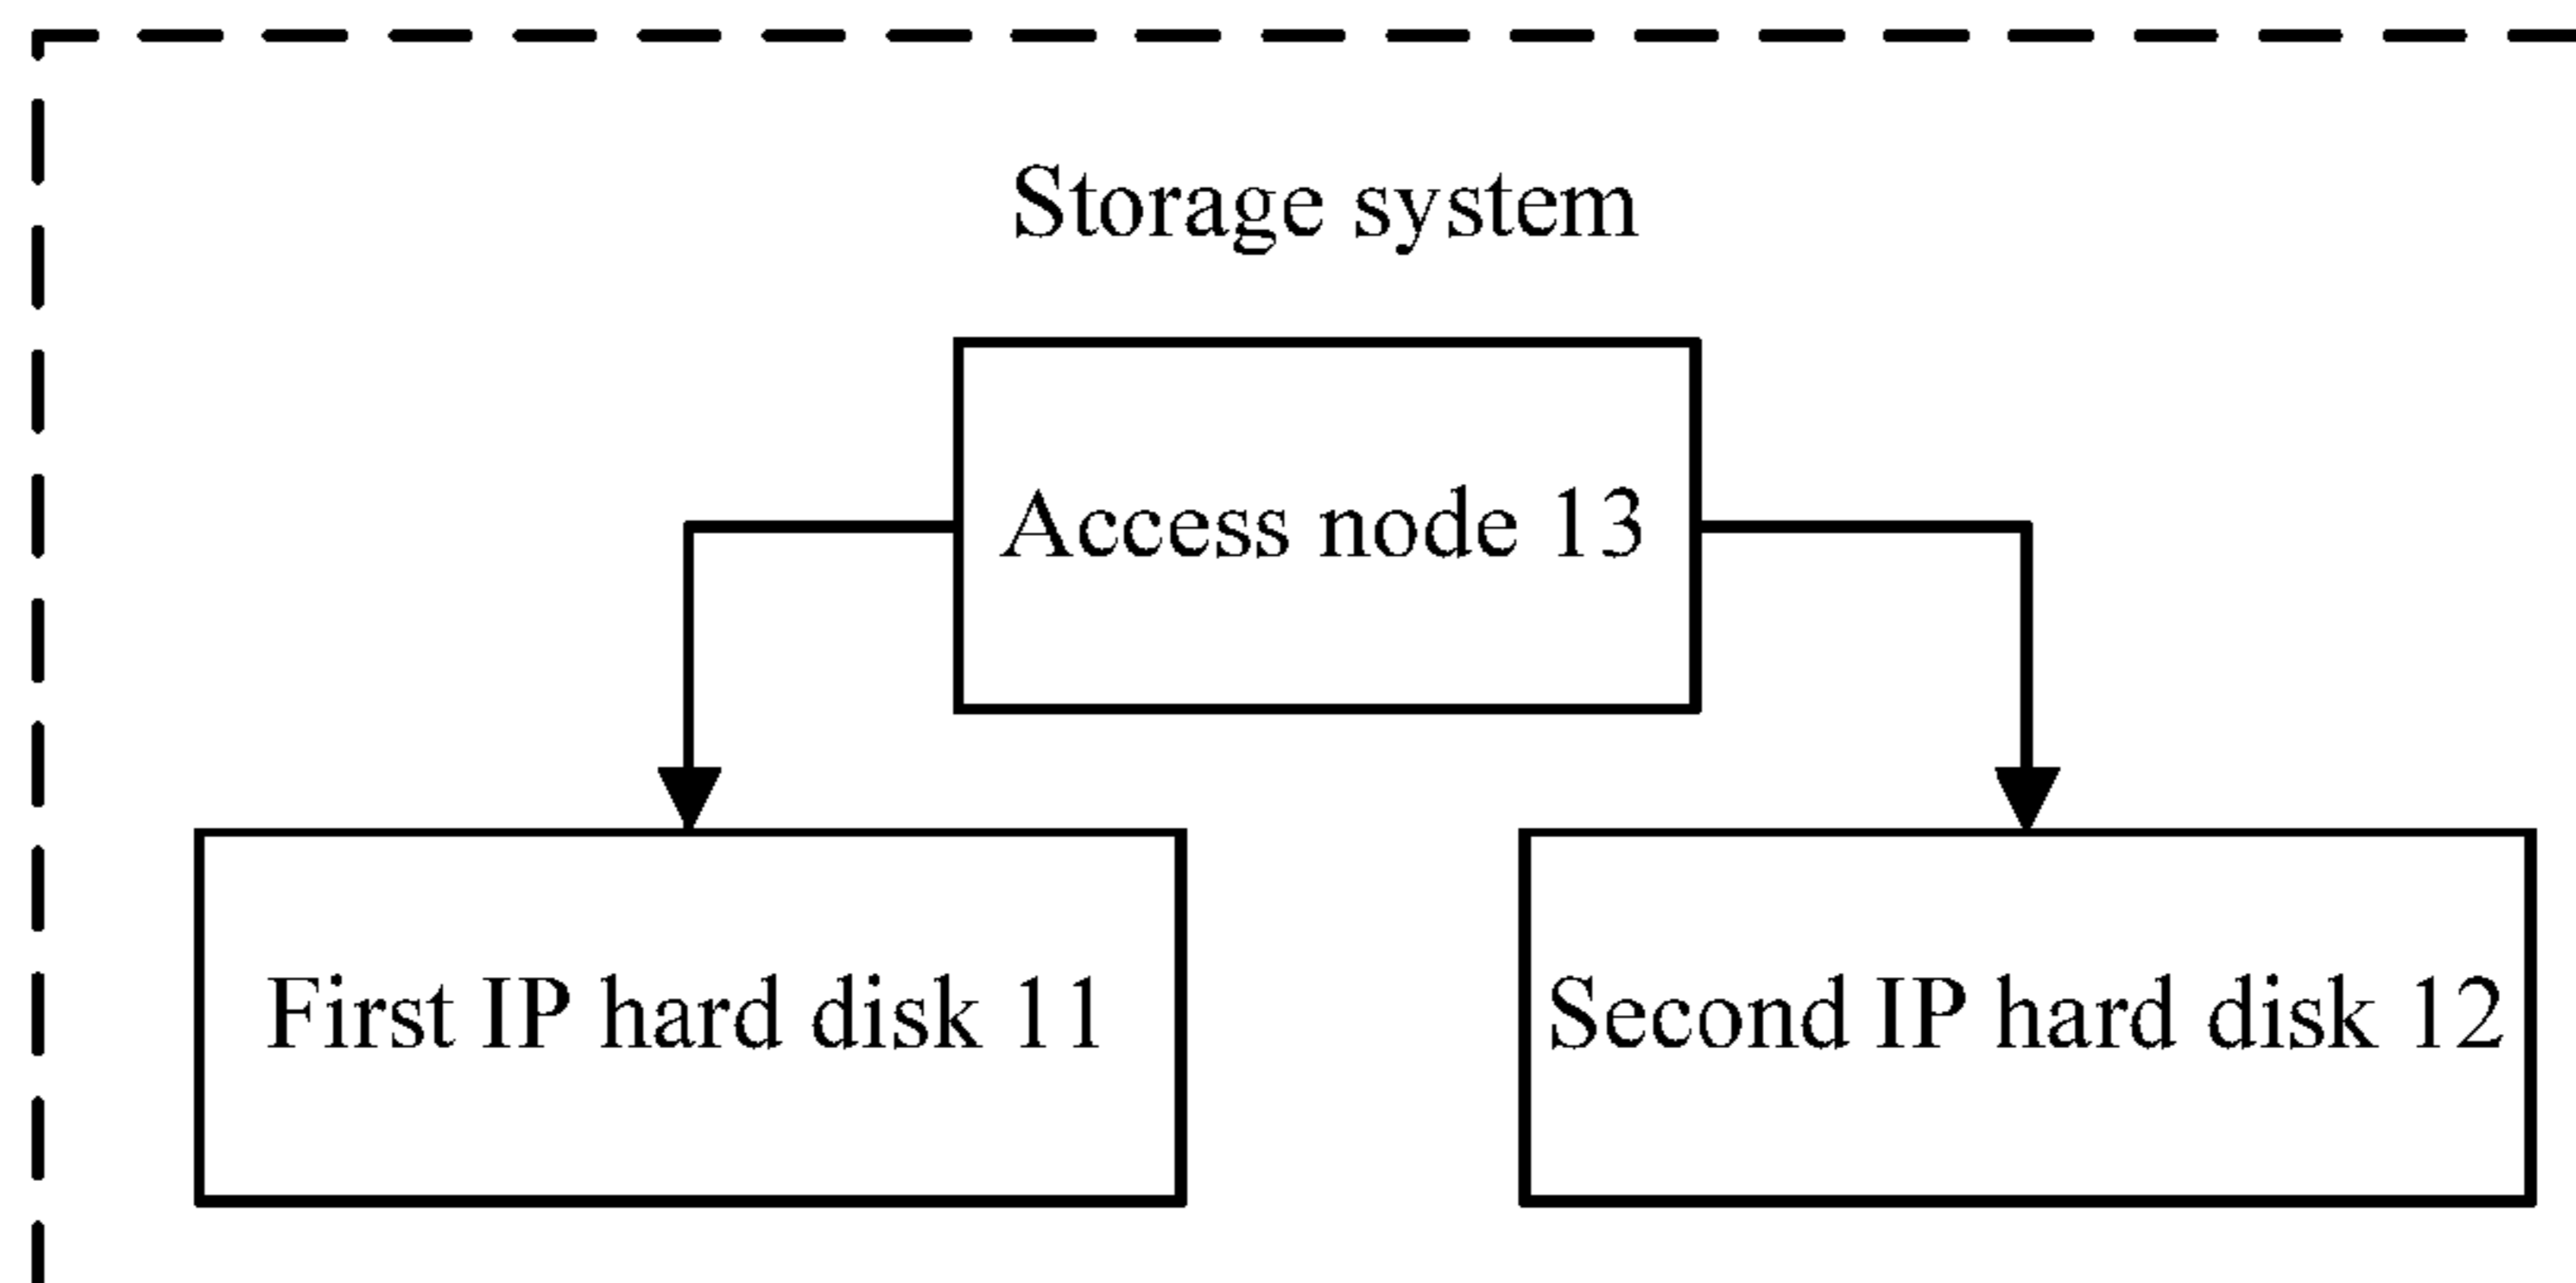 Storage system
Access node 13
First IP hard disk 11
Second IP hard disk 12